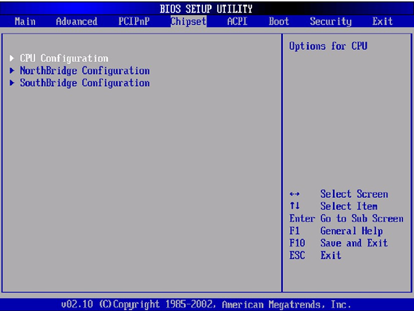 BIOS SETUP UTILITY
Main Advanced PCIPnP Chipset ACPI Boot Security Exit
CPU Configuration
NorthBridge Configuration
SouthBridge Configuration
Options for CPU
↔ Select Screen
↑↓ Select Item
Enter Go to Sub Screen
F1 General Help
F10 Save and Exit
ESC Exit
v02.10 (C)Copyright 1985-2002, American Megatrends, Inc.